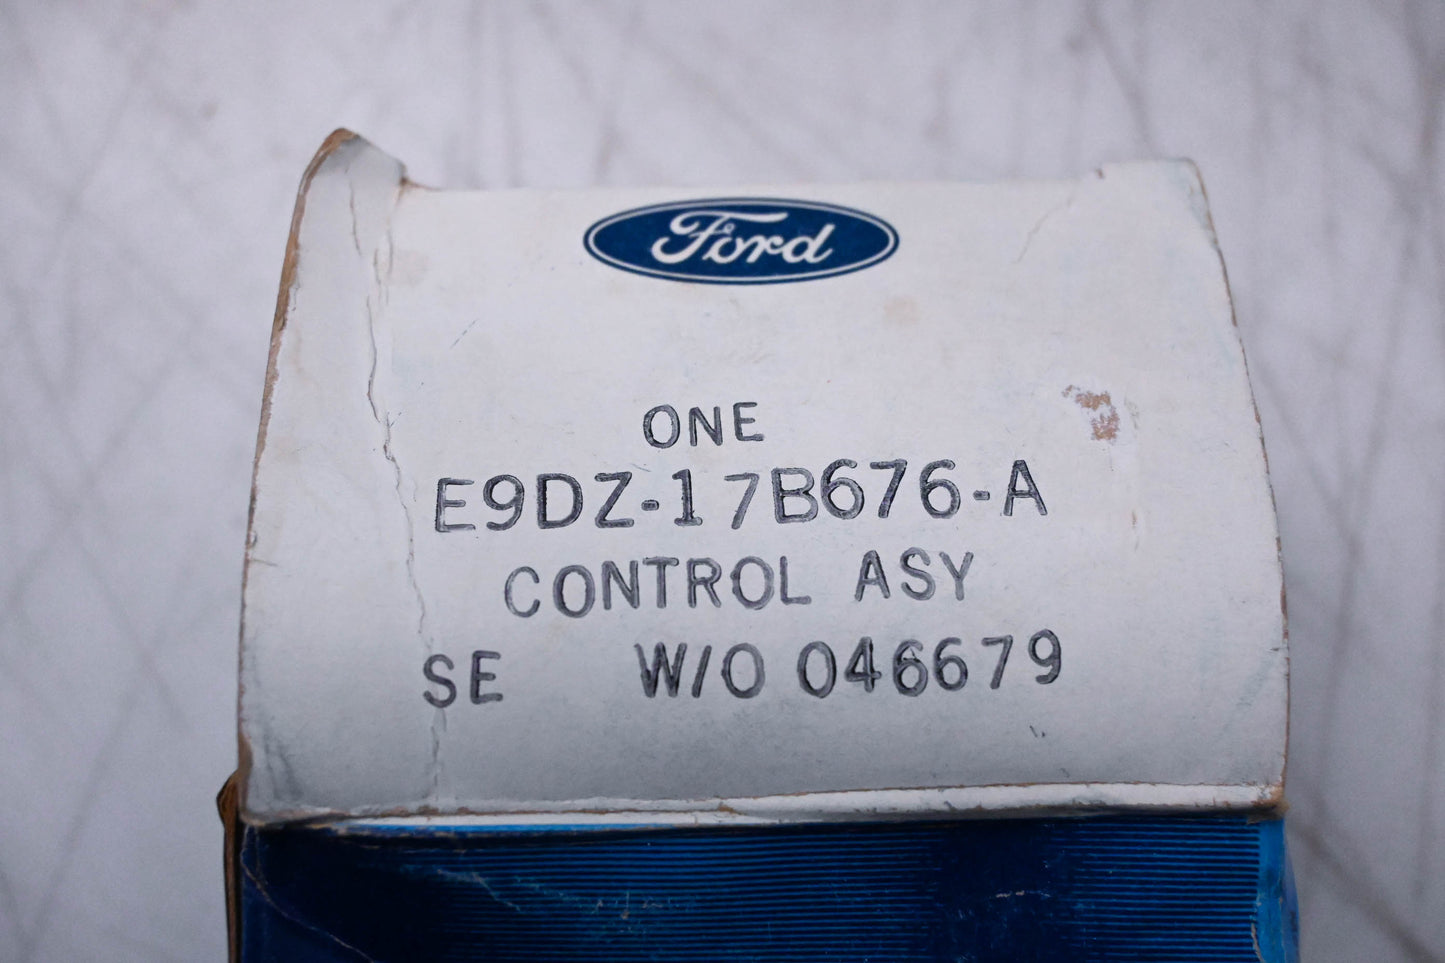 Ford
ONE
E9DZ-17B676-A
CONTROL ASY
SE W/O 046679